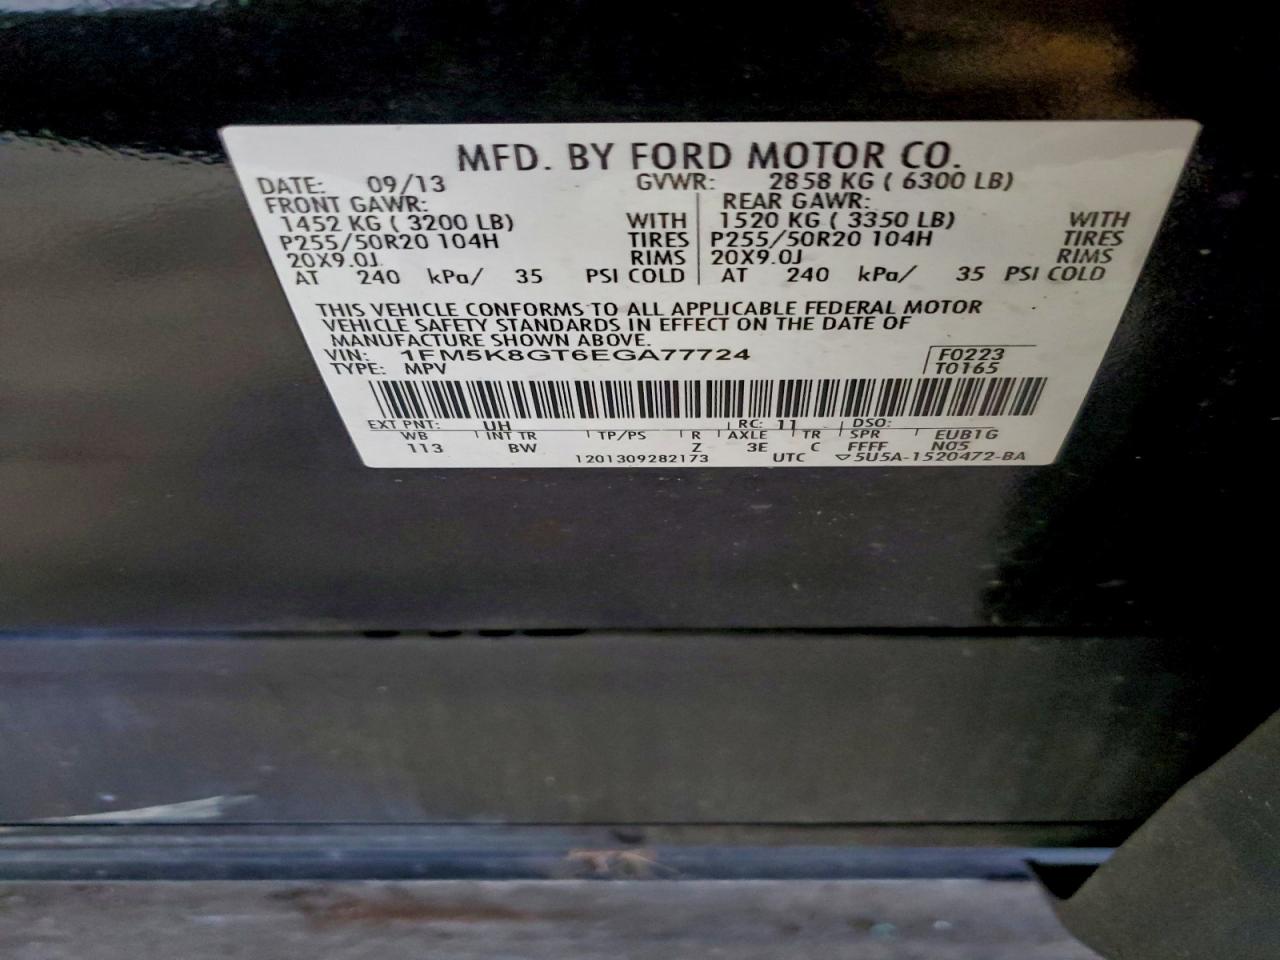 MFD. BY FORD MOTOR CO.
DATE: 09/13 GVWR: 2858 KG ( 6300 LB)
FRONT GAWR: REAR GAWR:
1452 KG ( 3200 LB) WITH 1520 KG ( 3350 LB) WITH
P255/50R20 104H TIRES P255/50R20 104H TIRES
20X9.0J RIMS 20X9.0J RIMS
AT 240 kPa/ 35 PSI COLD AT 240 kPa/ 35 PSI COLD
THIS VEHICLE CONFORMS TO ALL APPLICABLE FEDERAL MOTOR
VEHICLE SAFETY STANDARDS IN EFFECT ON THE DATE OF
MANUFACTURE SHOWN ABOVE.
VIN: 1FM5K8GT6EGA77724 F0223
TYPE: MPV T0165
EXT PNT: UH RC: 11 DSO:
WB INT TR TP/PS R AXLE TR SPR EUB1G
113 BW Z 3E C FFFF N05
1201309282173 UTC ▽5U5A-1520472-BA